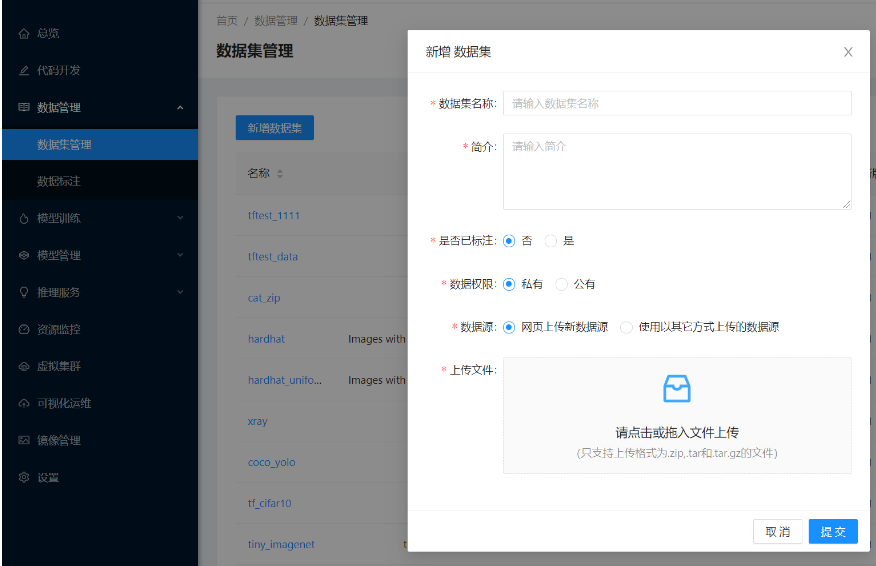 总览
代码开发
数据管理
数据集管理
数据标注
模型训练
模型管理
推理服务
资源监控
虚拟集群
可视化运维
镜像管理
设置
首页 / 数据管理 / 数据集管理
数据集管理
新增数据集
名称
tftest_1111
tftest_data
cat_zip
hardhat Images with
hardhat_unifo... Images with
xray
coco_yolo
tf_cifar10
tiny_imagenet t
新增 数据集
* 数据集名称: 请输入数据集名称
* 简介: 请输入简介
* 是否已标注: 否 是
* 数据权限: 私有 公有
* 数据源: 网页上传新数据源 使用以其它方式上传的数据源
* 上传文件:
请点击或拖入文件上传
(只支持上传格式为.zip,.tar和.tar.gz的文件)
取消 提交